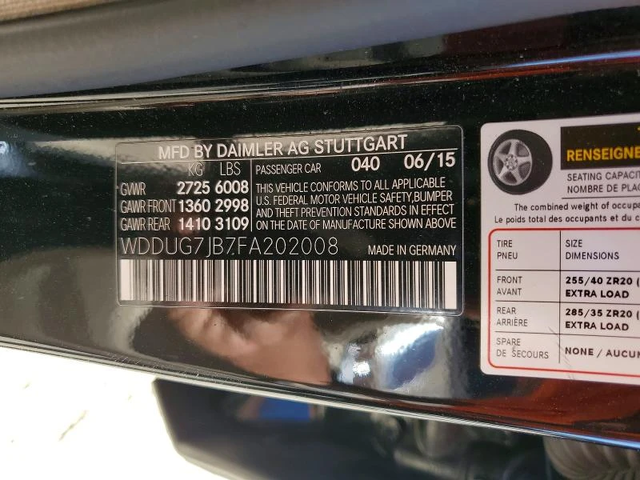 MFD BY DAIMLER AG STUTTGART
KG LBS
PASSENGER CAR 040 06/15
GVWR 2725 6008
GAWR FRONT 1360 2998
GAWR REAR 1410 3109
THIS VEHICLE CONFORMS TO ALL APPLICABLE
U.S. FEDERAL MOTOR VEHICLE SAFETY,BUMPER
AND THEFT PREVENTION STANDARDS IN
EFFECT ON THE DATE OF MANUFACTURE
SHOWN ABOVE.
WDDUG7JB7FA202008
MADE IN GERMANY
RENSEIGNE
SEATING CAPACI
NOMBRE DE
The combined weight of occupants
Le poids total des occupants et du
TIRE
PNEU
SIZE
DIMENSIONS
FRONT
AVANT
255/40 ZR20 (
EXTRA LOAD
REAR
ARRIÈRE
285/35 ZR20 (
EXTRA LOAD
SPARE
DE SECOURS
NONE / AUCUN